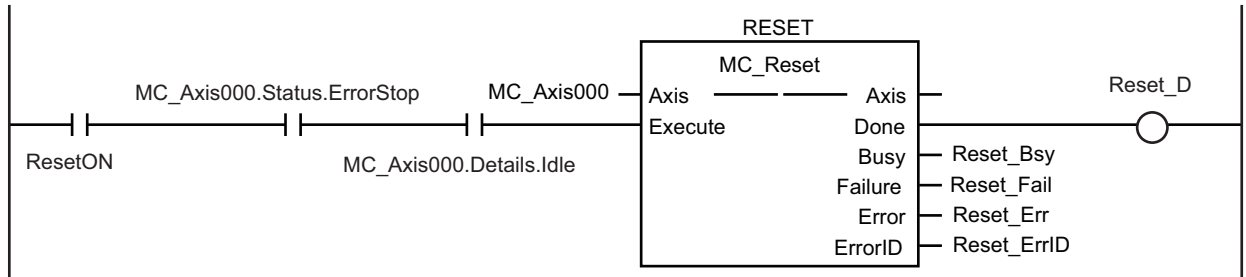 RESET
MC_Reset
MC_Axis000.Status.ErrorStop
MC_Axis000
Axis
Axis
Reset_D
ResetON
MC_Axis000.Details.Idle
Execute
Done
Busy
Reset_Bsy
Failure
Reset_Fail
Error
Reset_Err
ErrorID
Reset_ErrID